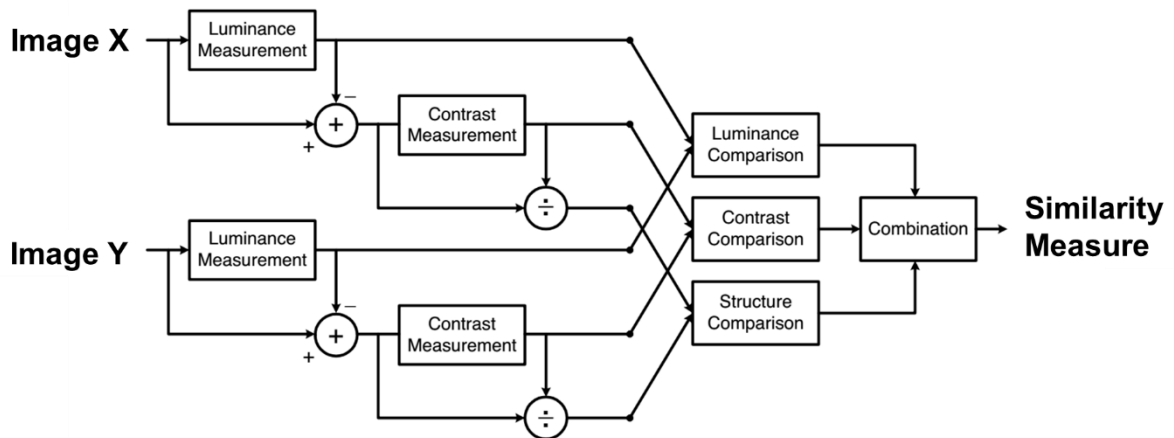 Image X
Luminance
Measurement
−
+
+
Contrast
Measurement
÷
Image Y
Luminance
Measurement
−
+
+
Contrast
Measurement
÷
Luminance
Comparison
Contrast
Comparison
Structure
Comparison
Combination
Similarity
Measure